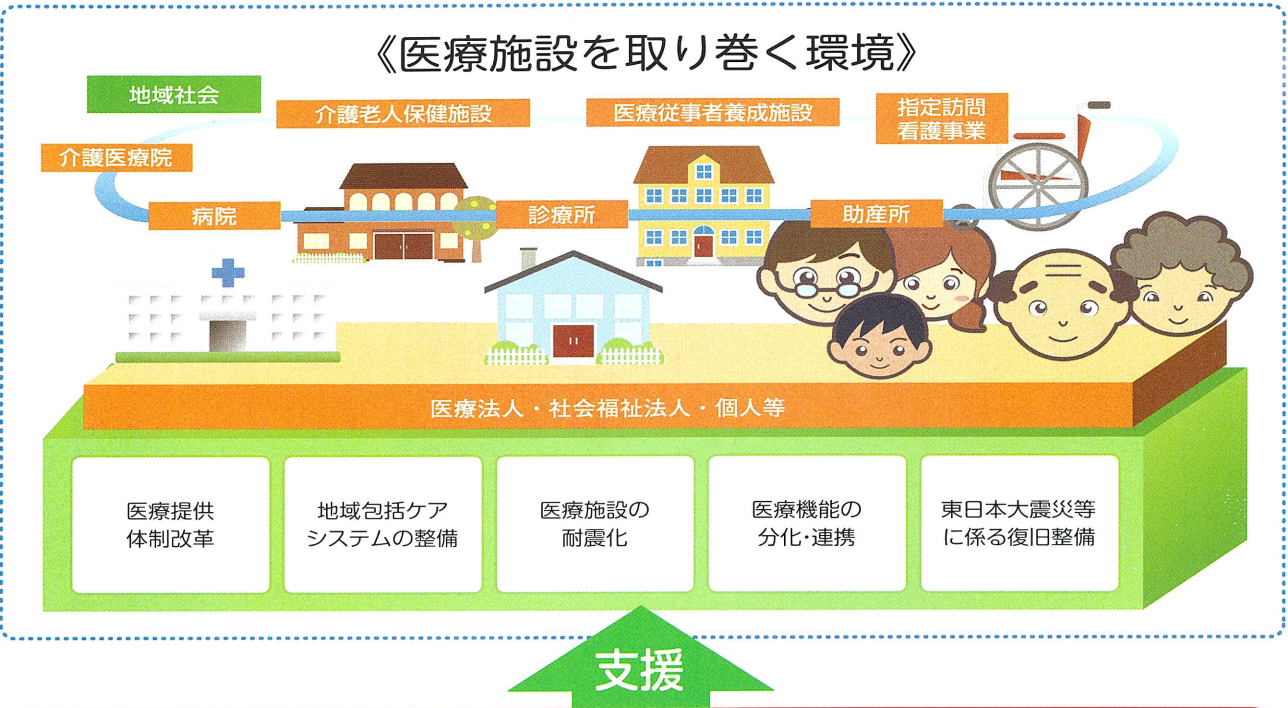 《医療施設を取り巻く環境》
地域社会
介護老人保健施設
医療従事者養成施設
指定訪問
看護事業
介護医療院
病院
診療所
助産所
医療法人・社会福祉法人・個人等
医療提供
体制改革
地域包括ケア
システムの整備
医療施設の
耐震化
医療機能の
分化・連携
東日本大震災等
に係る復旧整備
支援